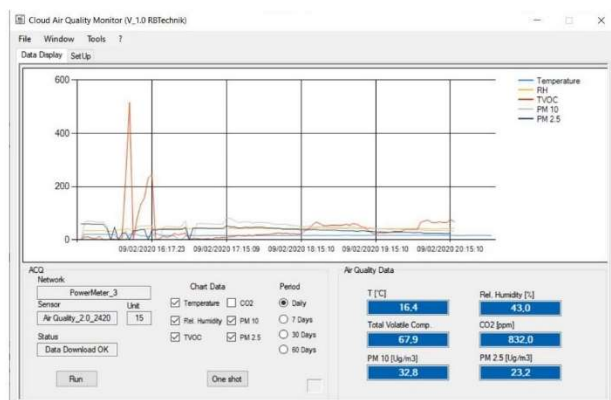 Cloud Air Quality Monitor (V_1.0 RBTechnik)
File Window Tools ?
Data Display SetUp
600
400
200
0
09/02/2020 16:17:23 09/02/2020 17:15:09 09/02/2020 18:15:10 09/02/2020 19:15:10 09/02/2020 20:15:10
Temperature
RH
TVOC
PM 10
PM 2.5
ACQ
Network
PowerMeter_3
Sensor Unit
Air Quality_2.0_2420 15
Status
Data Download OK
Run
Chart Data
Temperature CO2
Rel. Humidity PM 10
TVOC PM 2.5
One shot
Period
Daily
7 Days
30 Days
60 Days
Air Quality Data
T [°C] Rel. Humidity [%]
16,4 43,0
Total Volatile Comp. CO2 [ppm]
67,9 832,0
PM 10 [Ug/m3] PM 2.5 [Ug/m3]
32,8 23,2